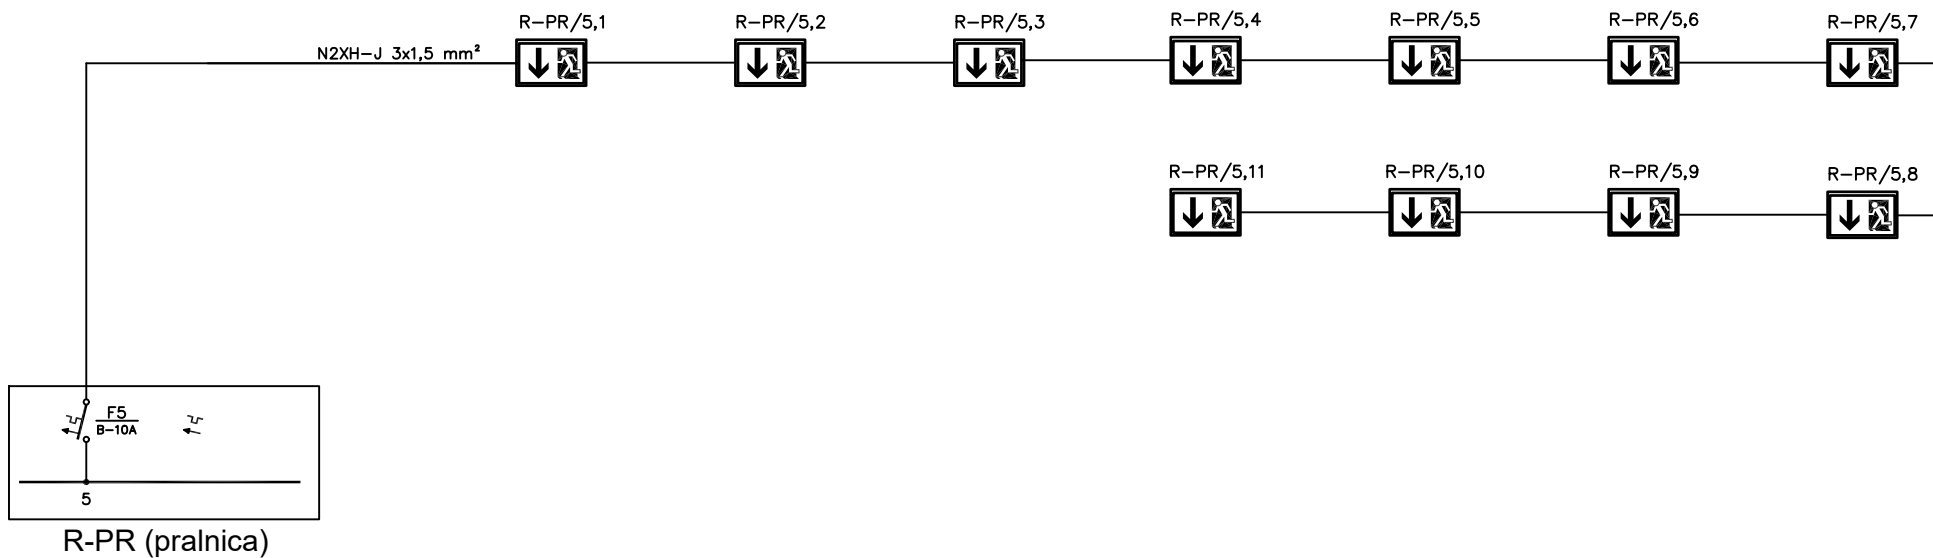 R-PR/5,1
R-PR/5,2
R-PR/5,3
R-PR/5,4
R-PR/5,5
R-PR/5,6
R-PR/5,7
N2XH-J 3x1,5 mm²
R-PR/5,11
R-PR/5,10
R-PR/5,9
R-PR/5,8
F5
B-10A
5
R-PR (pralnica)